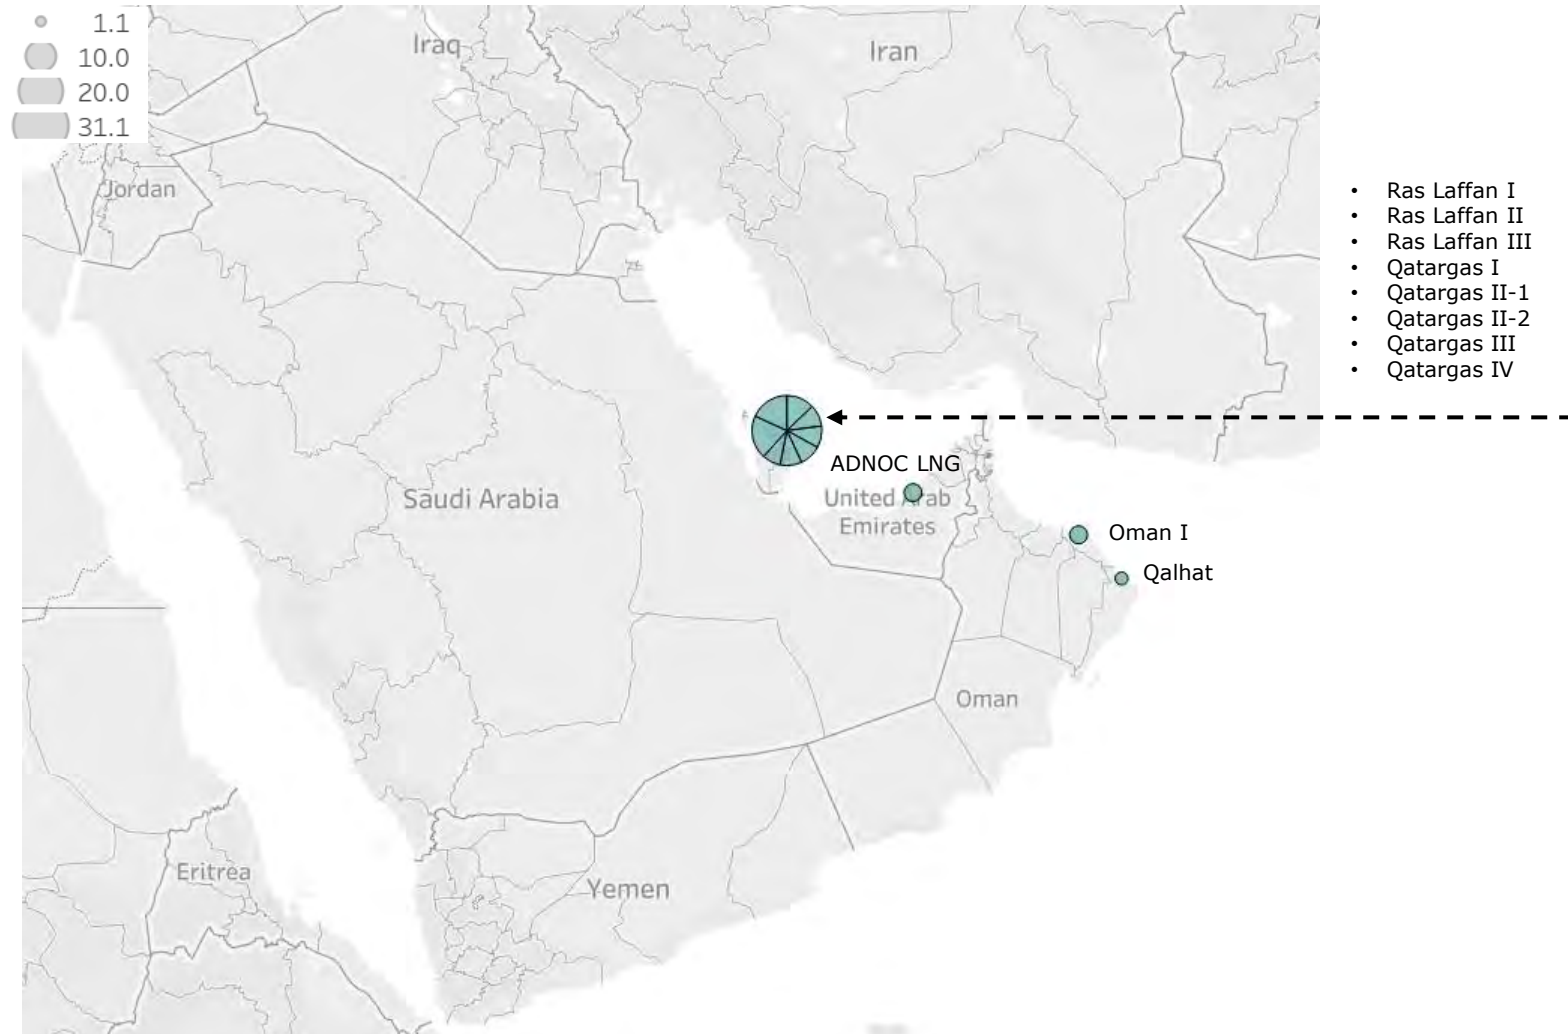 1.1
10.0
20.0
31.1
Iraq
Iran
Jordan
• Ras Laffan I
• Ras Laffan II
• Ras Laffan III
• Qatargas I
• Qatargas II-1
• Qatargas II-2
• Qatargas III
• Qatargas IV
ADNOC LNG
Saudi Arabia
United Arab
Emirates
Oman I
Qalhat
Oman
Eritrea
Yemen